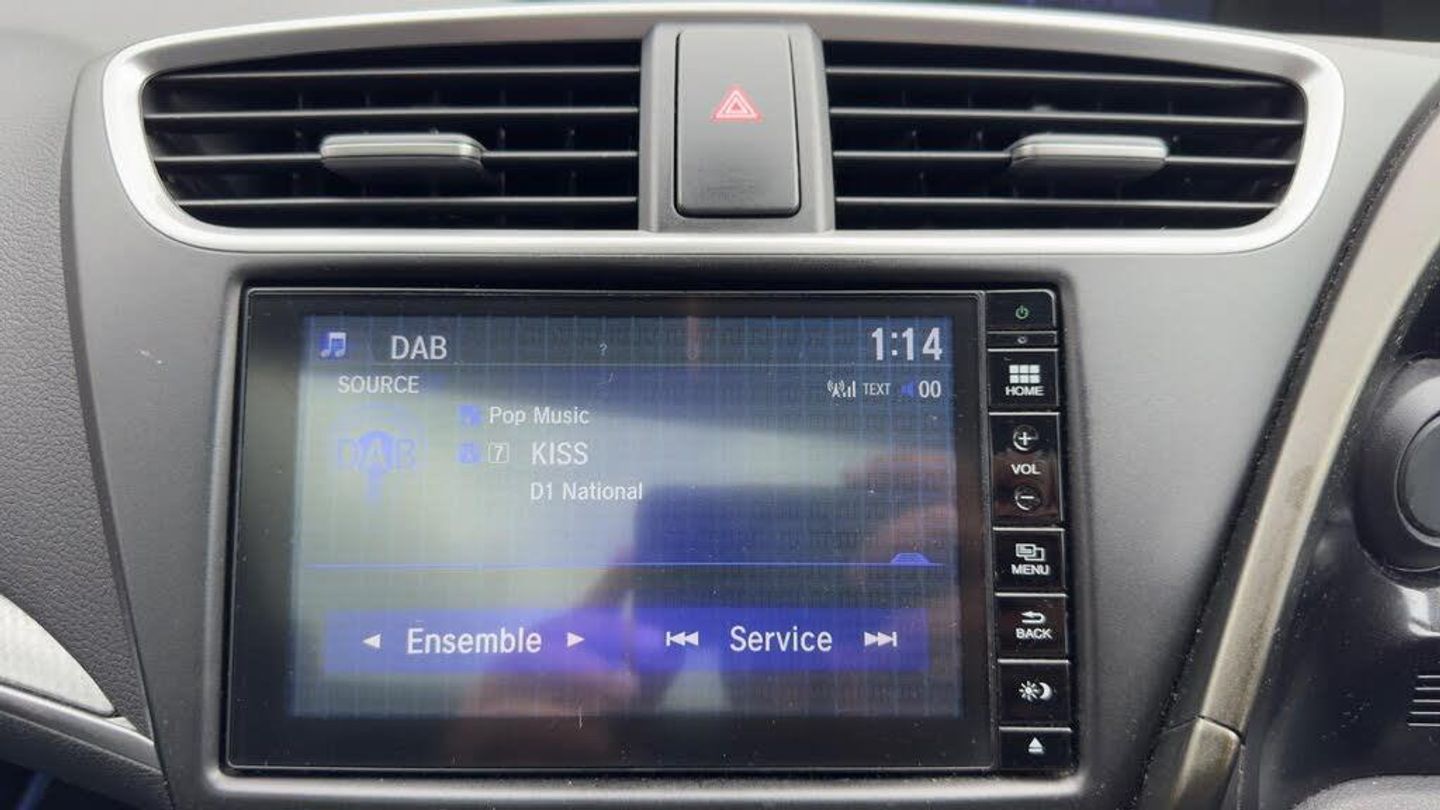 DAB
1:14
SOURCE
TEXT
00
Pop Music
DAB
7
KISS
D1 National
Ensemble
Service
HOME
+
VOL
−
MENU
BACK